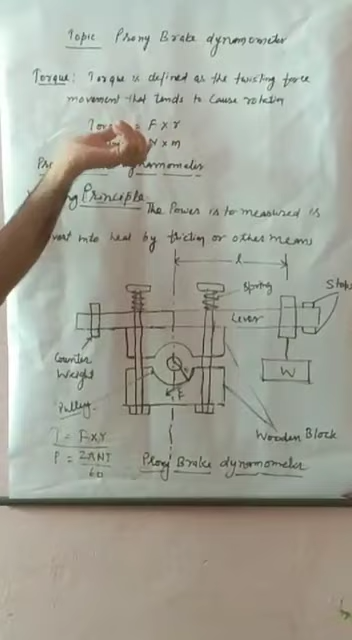 Topic Prony Brake dynamometer
Torque: Torque is defined as the twisting force
movement that tends to cause rotation
= F x r
N x m
dynamometer
Principle The Power is to measured is
into heat by friction or other means
l
spring
Stops
Lever
Counter
Weight
W
Pulley
F
Wooden Block
T = F x r
P = 2πNT
60
Prony Brake dynamometer